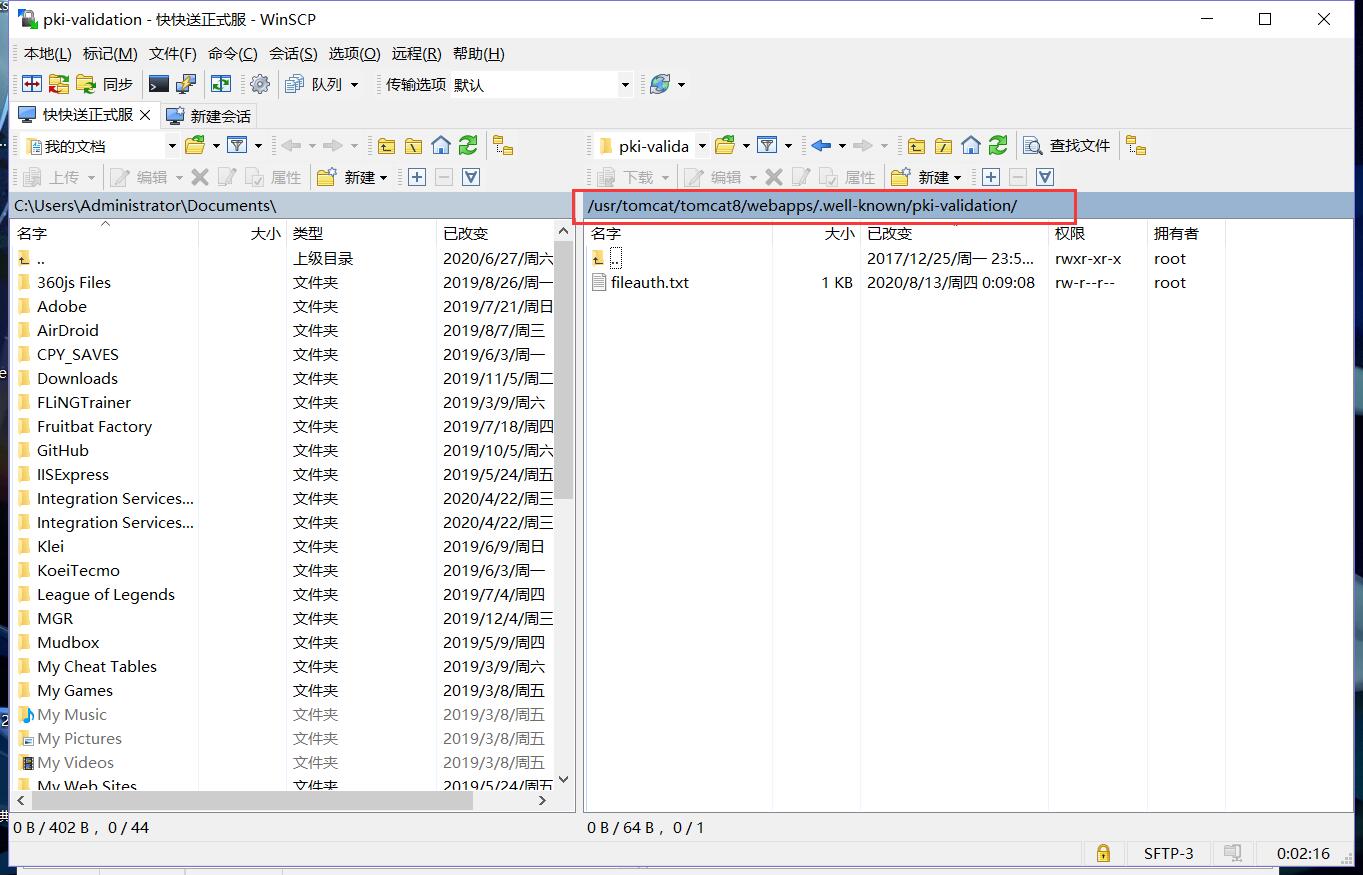 pki-validation - 快快送正式服 - WinSCP
本地(L) 标记(M) 文件(F) 命令(C) 会话(S) 选项(O) 远程(R) 帮助(H)
同步 队列 传输选项 默认
快快送正式服 新建会话
我的文档 pki-valida 查找文件
上传 编辑 属性 新建 下载 编辑 属性 新建
C:\Users\Administrator\Documents\ /usr/tomcat/tomcat8/webapps/.well-known/pki-validation/
名字 大小 类型 已改变 名字 大小 已改变 权限 拥有者
.. 上级目录 2020/6/27/周六 .. 2017/12/25/周一 23:5... rwxr-xr-x root
360js Files 文件夹 2019/8/26/周一 fileauth.txt 1 KB 2020/8/13/周四 0:09:08 rw-r--r-- root
Adobe 文件夹 2019/7/21/周日
AirDroid 文件夹 2019/8/7/周三
CPY_SAVES 文件夹 2019/6/3/周一
Downloads 文件夹 2019/11/5/周二
FLiNGTrainer 文件夹 2019/3/9/周六
Fruitbat Factory 文件夹 2019/7/18/周四
GitHub 文件夹 2019/10/5/周六
IISExpress 文件夹 2019/5/24/周五
Integration Services... 文件夹 2020/4/22/周三
Integration Services... 文件夹 2020/4/22/周三
Klei 文件夹 2019/6/9/周日
KoeiTecmo 文件夹 2019/6/3/周一
League of Legends 文件夹 2019/7/4/周四
MGR 文件夹 2019/12/4/周三
Mudbox 文件夹 2019/5/9/周四
My Cheat Tables 文件夹 2019/3/9/周六
My Games 文件夹 2019/3/8/周五
My Music 文件夹 2019/3/8/周五
My Pictures 文件夹 2019/3/8/周五
My Videos 文件夹 2019/3/8/周五
My Web Sites 文件夹 2019/5/24/周五
0 B / 402 B , 0 / 44 0 B / 64 B , 0 / 1
SFTP-3 0:02:16